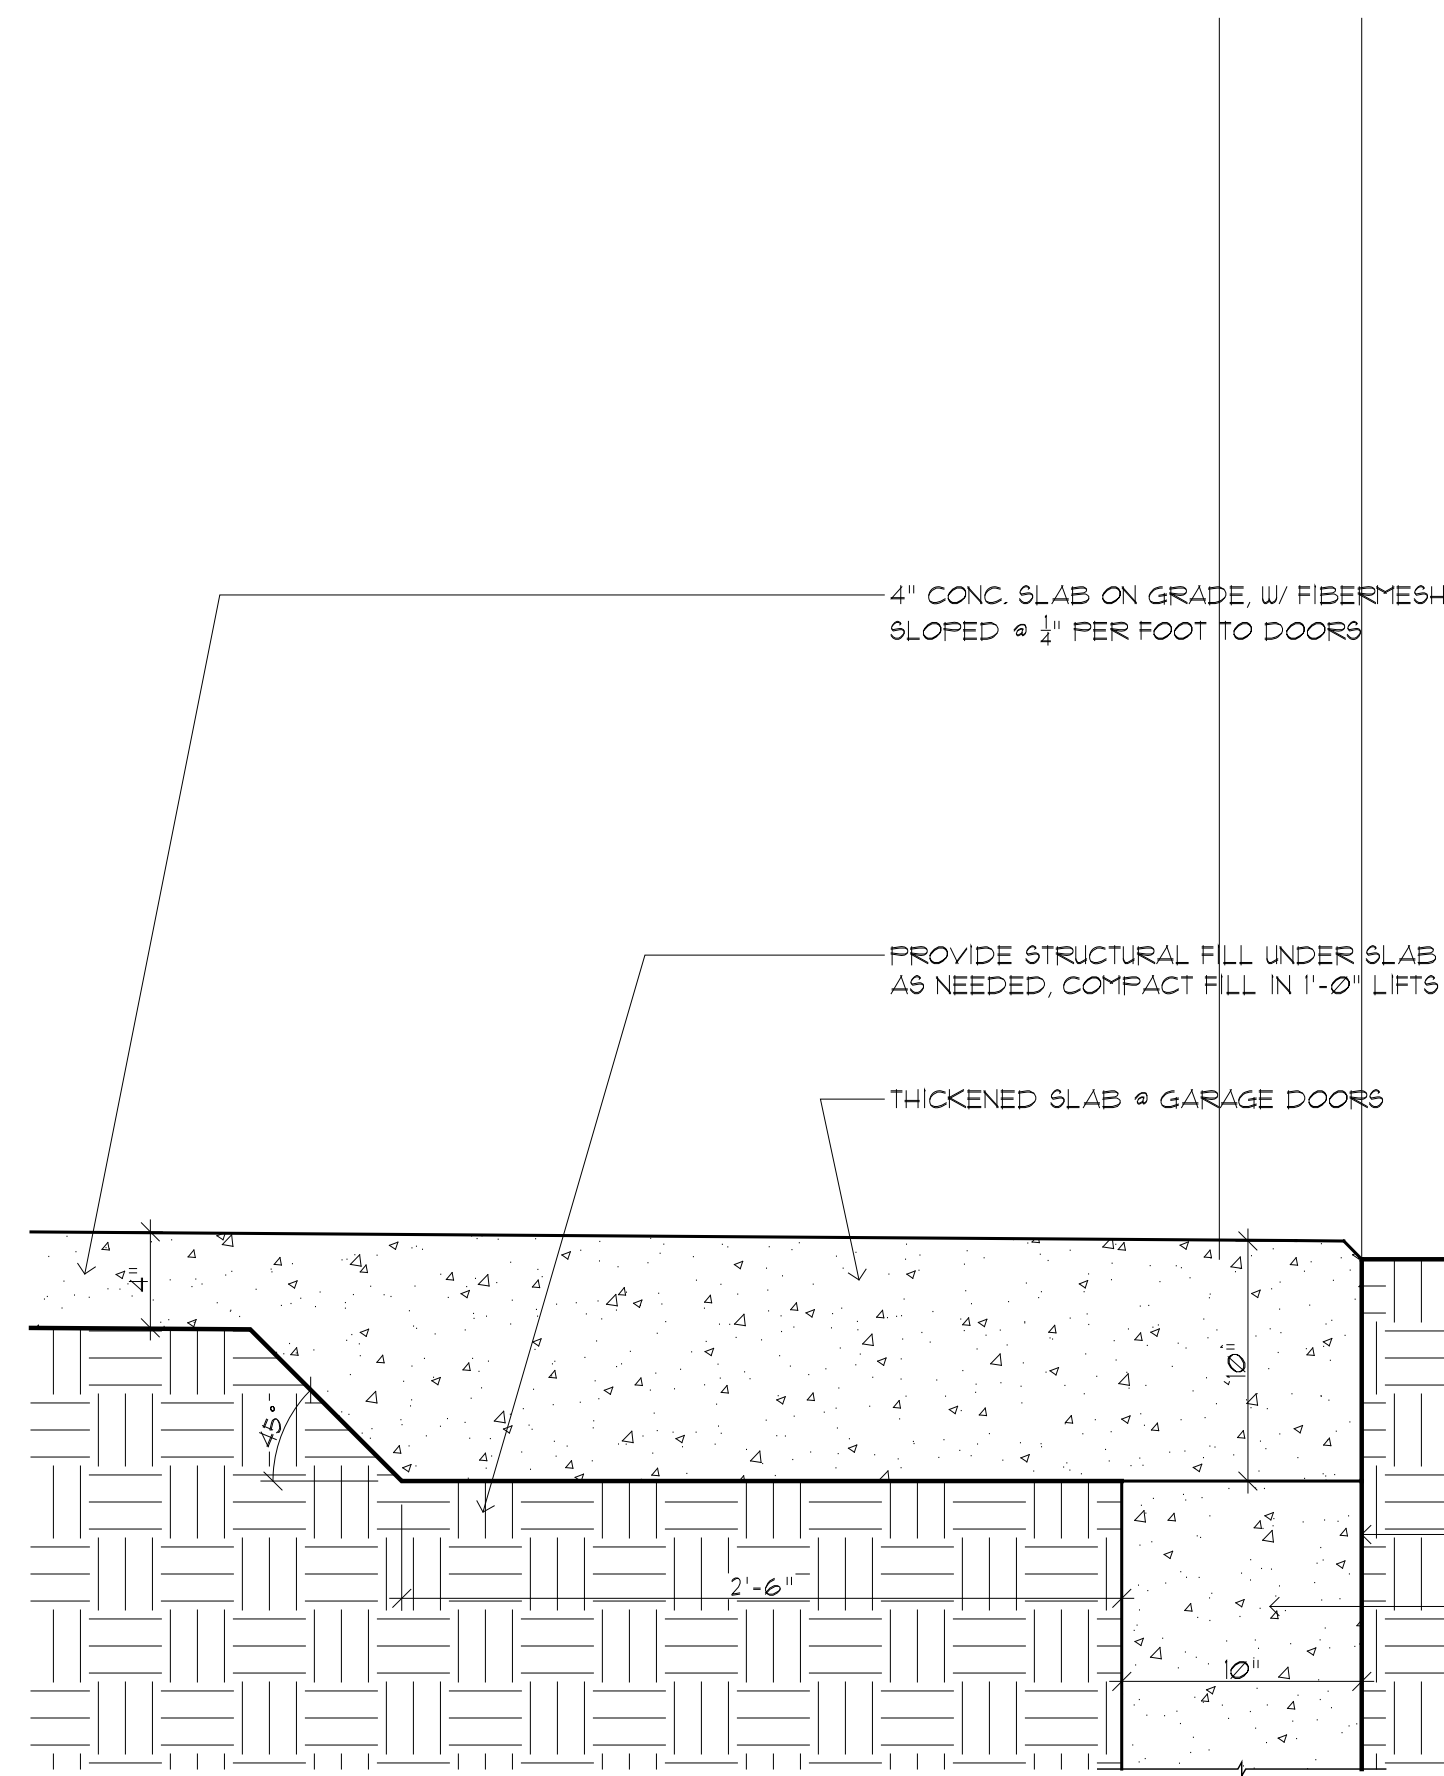 4" CONC. SLAB ON GRADE, W/ FIBERMESH
SLOPED @ 1/4" PER FOOT TO DOORS
PROVIDE STRUCTURAL FILL UNDER SLAB
AS NEEDED, COMPACT FILL IN 1'-0" LIFTS
THICKENED SLAB @ GARAGE DOORS
4"
10"
45°
2'-6"
10"